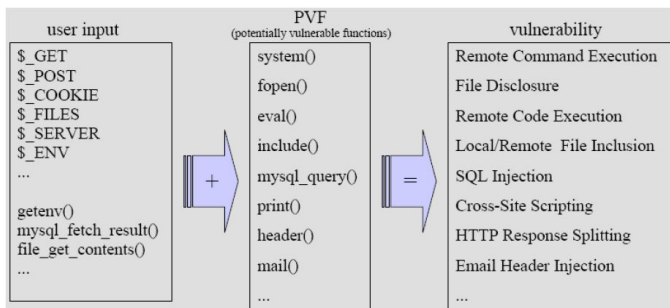 user input
$_GET
$_POST
$_COOKIE
$_FILES
$_SERVER
$_ENV
...
getenv()
mysql_fetch_result()
file_get_contents()
...
+
PVF
(potentially vulnerable functions)
system()
fopen()
eval()
include()
mysql_query()
print()
header()
mail()
...
=
vulnerability
Remote Command Execution
File Disclosure
Remote Code Execution
Local/Remote File Inclusion
SQL Injection
Cross-Site Scripting
HTTP Response Splitting
Email Header Injection
...